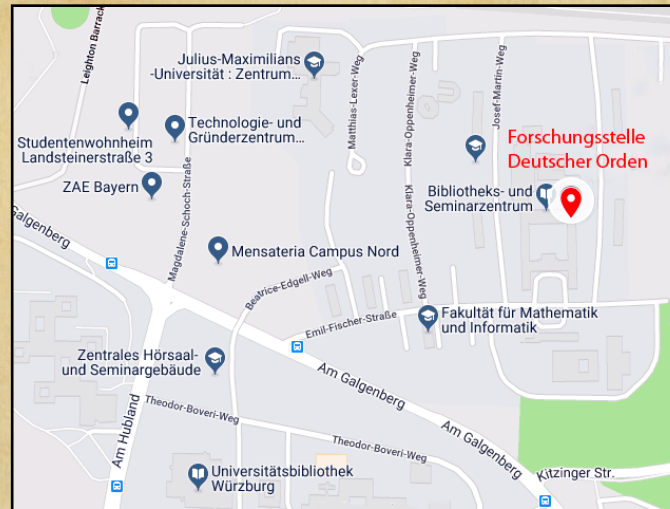 Leighton Barrack
Julius-Maximilians
-Universität : Zentrum...
Matthias-Lexer-Weg
Klara-Oppenheimer-Weg
Josef-Martin-Weg
Studentenwohnheim
Landsteinerstraße 3
Technologie- und
Gründerzentrum...
Forschungsstelle
Deutscher Orden
ZAE Bayern
Magdalene-Schoch-Straße
Klara-Oppenheimer-Weg
Bibliotheks- und
Seminarzentrum
Galgenberg
Mensateria Campus Nord
Beatrice-Edgell-Weg
Emil-Fischer-Straße
Fakultät für Mathematik
und Informatik
Zentrales Hörsaal-
und Seminargebäude
Am Galgenberg
Am Hubland
Theodor-Boveri-Weg
Theodor-Boveri-Weg
Am Galgenberg
Universitätsbibliothek
Würzburg
Kitzinger Str.